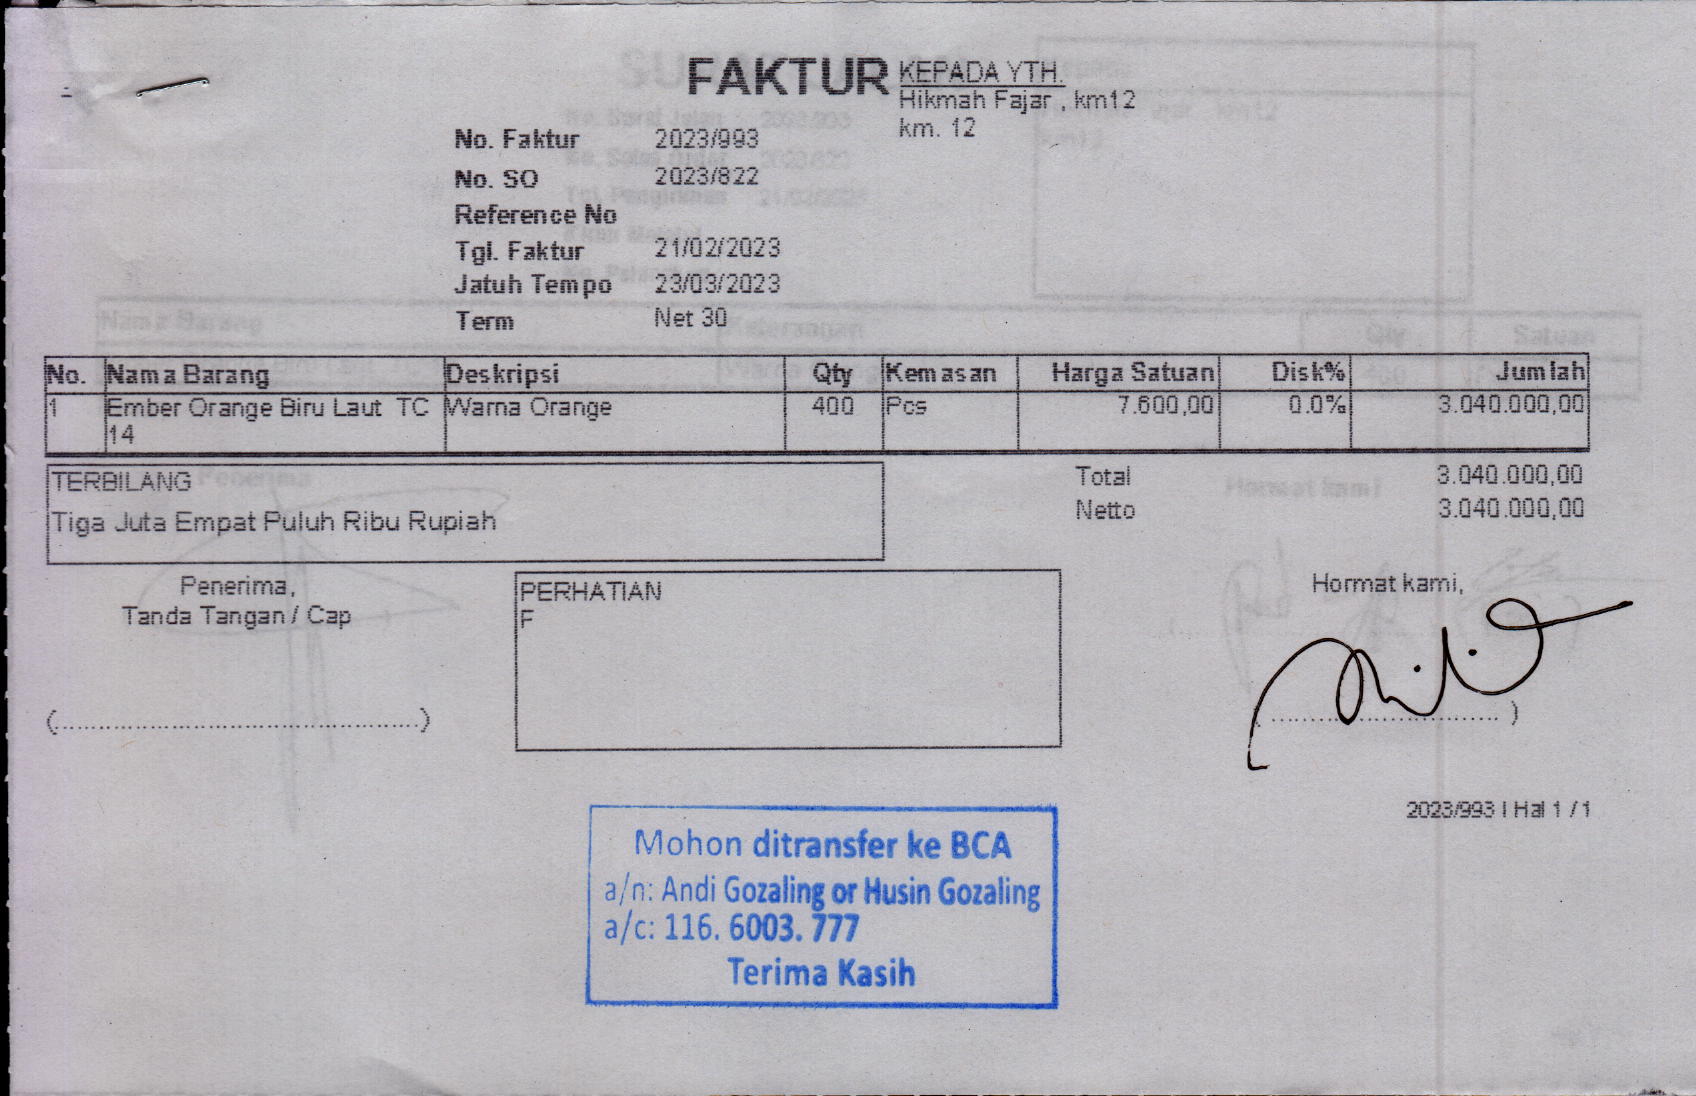 FAKTUR
KEPADA YTH.
Hikmah Fajar , km12
km. 12
No. Faktur 2023/993
No. SO 2023/822
Reference No
Tgl. Faktur 21/02/2023
Jatuh Tempo 23/03/2023
Term Net 30
No. Nama Barang Deskripsi Qty Kemasan Harga Satuan Disk% Jumlah
1 Ember Orange Biru Laut TC 14 Warna Orange 400 Pcs 7.600,00 0.0% 3.040.000,00
TERBILANG
Tiga Juta Empat Puluh Ribu Rupiah
Total 3.040.000,00
Netto 3.040.000,00
Penerima,
Tanda Tangan / Cap
(..............................................)
PERHATIAN
F
Hormat kami,
(.............................. )
2023/993 | Hal 1 / 1
Mohon ditransfer ke BCA
a/n: Andi Gozaling or Husin Gozaling
a/c: 116. 6003. 777
Terima Kasih